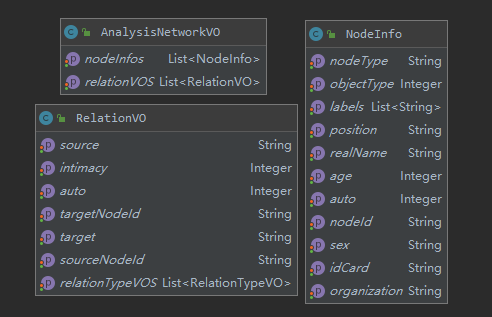 AnalysisNetworkVO
nodeInfos List<NodeInfo>
relationVOS List<RelationVO>
RelationVO
source String
intimacy Integer
auto Integer
targetNodeId String
target String
sourceNodeId String
relationTypeVOS List<RelationTypeVO>
NodeInfo
nodeType String
objectType Integer
labels List<String>
position String
realName String
age Integer
auto Integer
nodeId String
sex String
idCard String
organization String